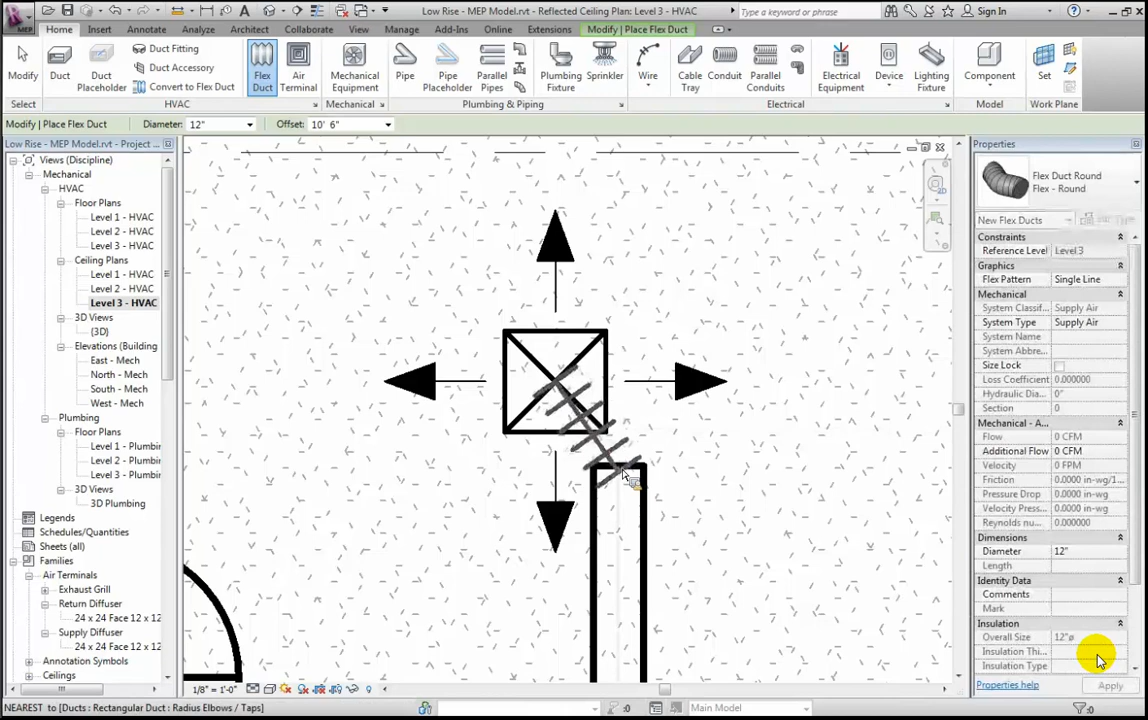 Low Rise - MEP Model.rvt - Reflected Ceiling Plan: Level 3 - HVAC
Type a keyword or phrase
Sign In
MEP
Home Insert Annotate Analyze Architect Collaborate View Manage Add-Ins Online Extensions Modify | Place Flex Duct
Modify
Duct
Duct Placeholder
Duct Fitting
Duct Accessory
Convert to Flex Duct
Flex Duct
Air Terminal
Mechanical Equipment
Pipe
Pipe Placeholder
Parallel Pipes
Plumbing Fixture
Sprinkler
Wire
Cable Tray
Conduit
Parallel Conduits
Electrical Equipment
Device
Lighting Fixture
Component
Set
Select HVAC Mechanical Plumbing & Piping Electrical Model Work Plane
Modify | Place Flex Duct Diameter: 12" Offset: 10' 6"
Low Rise - MEP Model.rvt - Project ...
Views (Discipline)
Mechanical
HVAC
Floor Plans
Level 1 - HVAC
Level 2 - HVAC
Level 3 - HVAC
Ceiling Plans
Level 1 - HVAC
Level 2 - HVAC
Level 3 - HVAC
3D Views
(3D)
Elevations (Building
East - Mech
North - Mech
South - Mech
West - Mech
Plumbing
Floor Plans
Level 1 - Plumbin
Level 2 - Plumbin
Level 3 - Plumbin
3D Views
3D Plumbing
Legends
Schedules/Quantities
Sheets (all)
Families
Air Terminals
Exhaust Grill
Return Diffuser
24 x 24 Face 12 x 12
Supply Diffuser
24 x 24 Face 12 x 12
Annotation Symbols
Ceilings
1/8" = 1'-0"
Properties
Flex Duct Round
Flex - Round
New Flex Ducts
Constraints
Reference Level Level 3
Graphics
Flex Pattern Single Line
Mechanical
System Classif... Supply Air
System Type Supply Air
System Name
System Abbre...
Size Lock
Loss Coefficient 0.000000
Hydraulic Dia... 0"
Section 0
Mechanical - A...
Flow 0 CFM
Additional Flow 0 CFM
Velocity 0 FPM
Friction 0.0000 in-wg/1...
Pressure Drop 0.0000 in-wg
Velocity Press... 0.0000 in-wg
Reynolds nu... 0.000000
Dimensions
Diameter 12"
Length
Identity Data
Comments
Mark
Insulation
Overall Size 12"ø
Insulation Thi...
Insulation Type
Properties help
Apply
NEAREST to [Ducts : Rectangular Duct : Radius Elbows / Taps]
:0
Main Model
:0